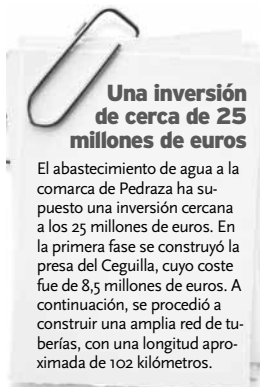 Una inversión
de cerca de 25
millones de euros
El abastecimiento de agua a la
comarca de Pedraza ha su-
puesto una inversión cercana
a los 25 millones de euros. En
la primera fase se construyó la
presa del Ceguilla, cuyo coste
fue de 8,5 millones de euros. A
continuación, se procedió a
construir una amplia red de tu-
berías, con una longitud apro-
ximada de 102 kilómetros.